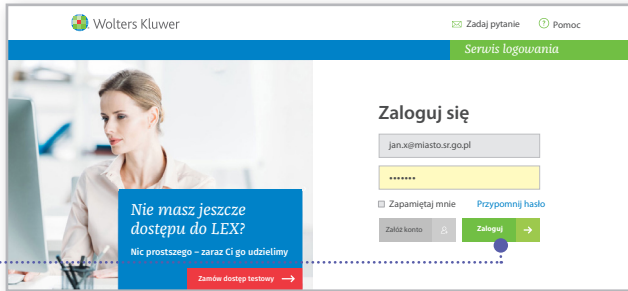 Wolters Kluwer
Zadaj pytanie
? Pomoc
Serwis logowania
Zaloguj się
jan.x@miasto.sr.go.pl
•••••••
Zapamiętaj mnie
Przypomnij hasło
Załóż konto
Zaloguj →
Nie masz jeszcze
dostępu do LEX?
Nic prostszego – zaraz Ci go udzielimy
Zamów dostęp testowy →